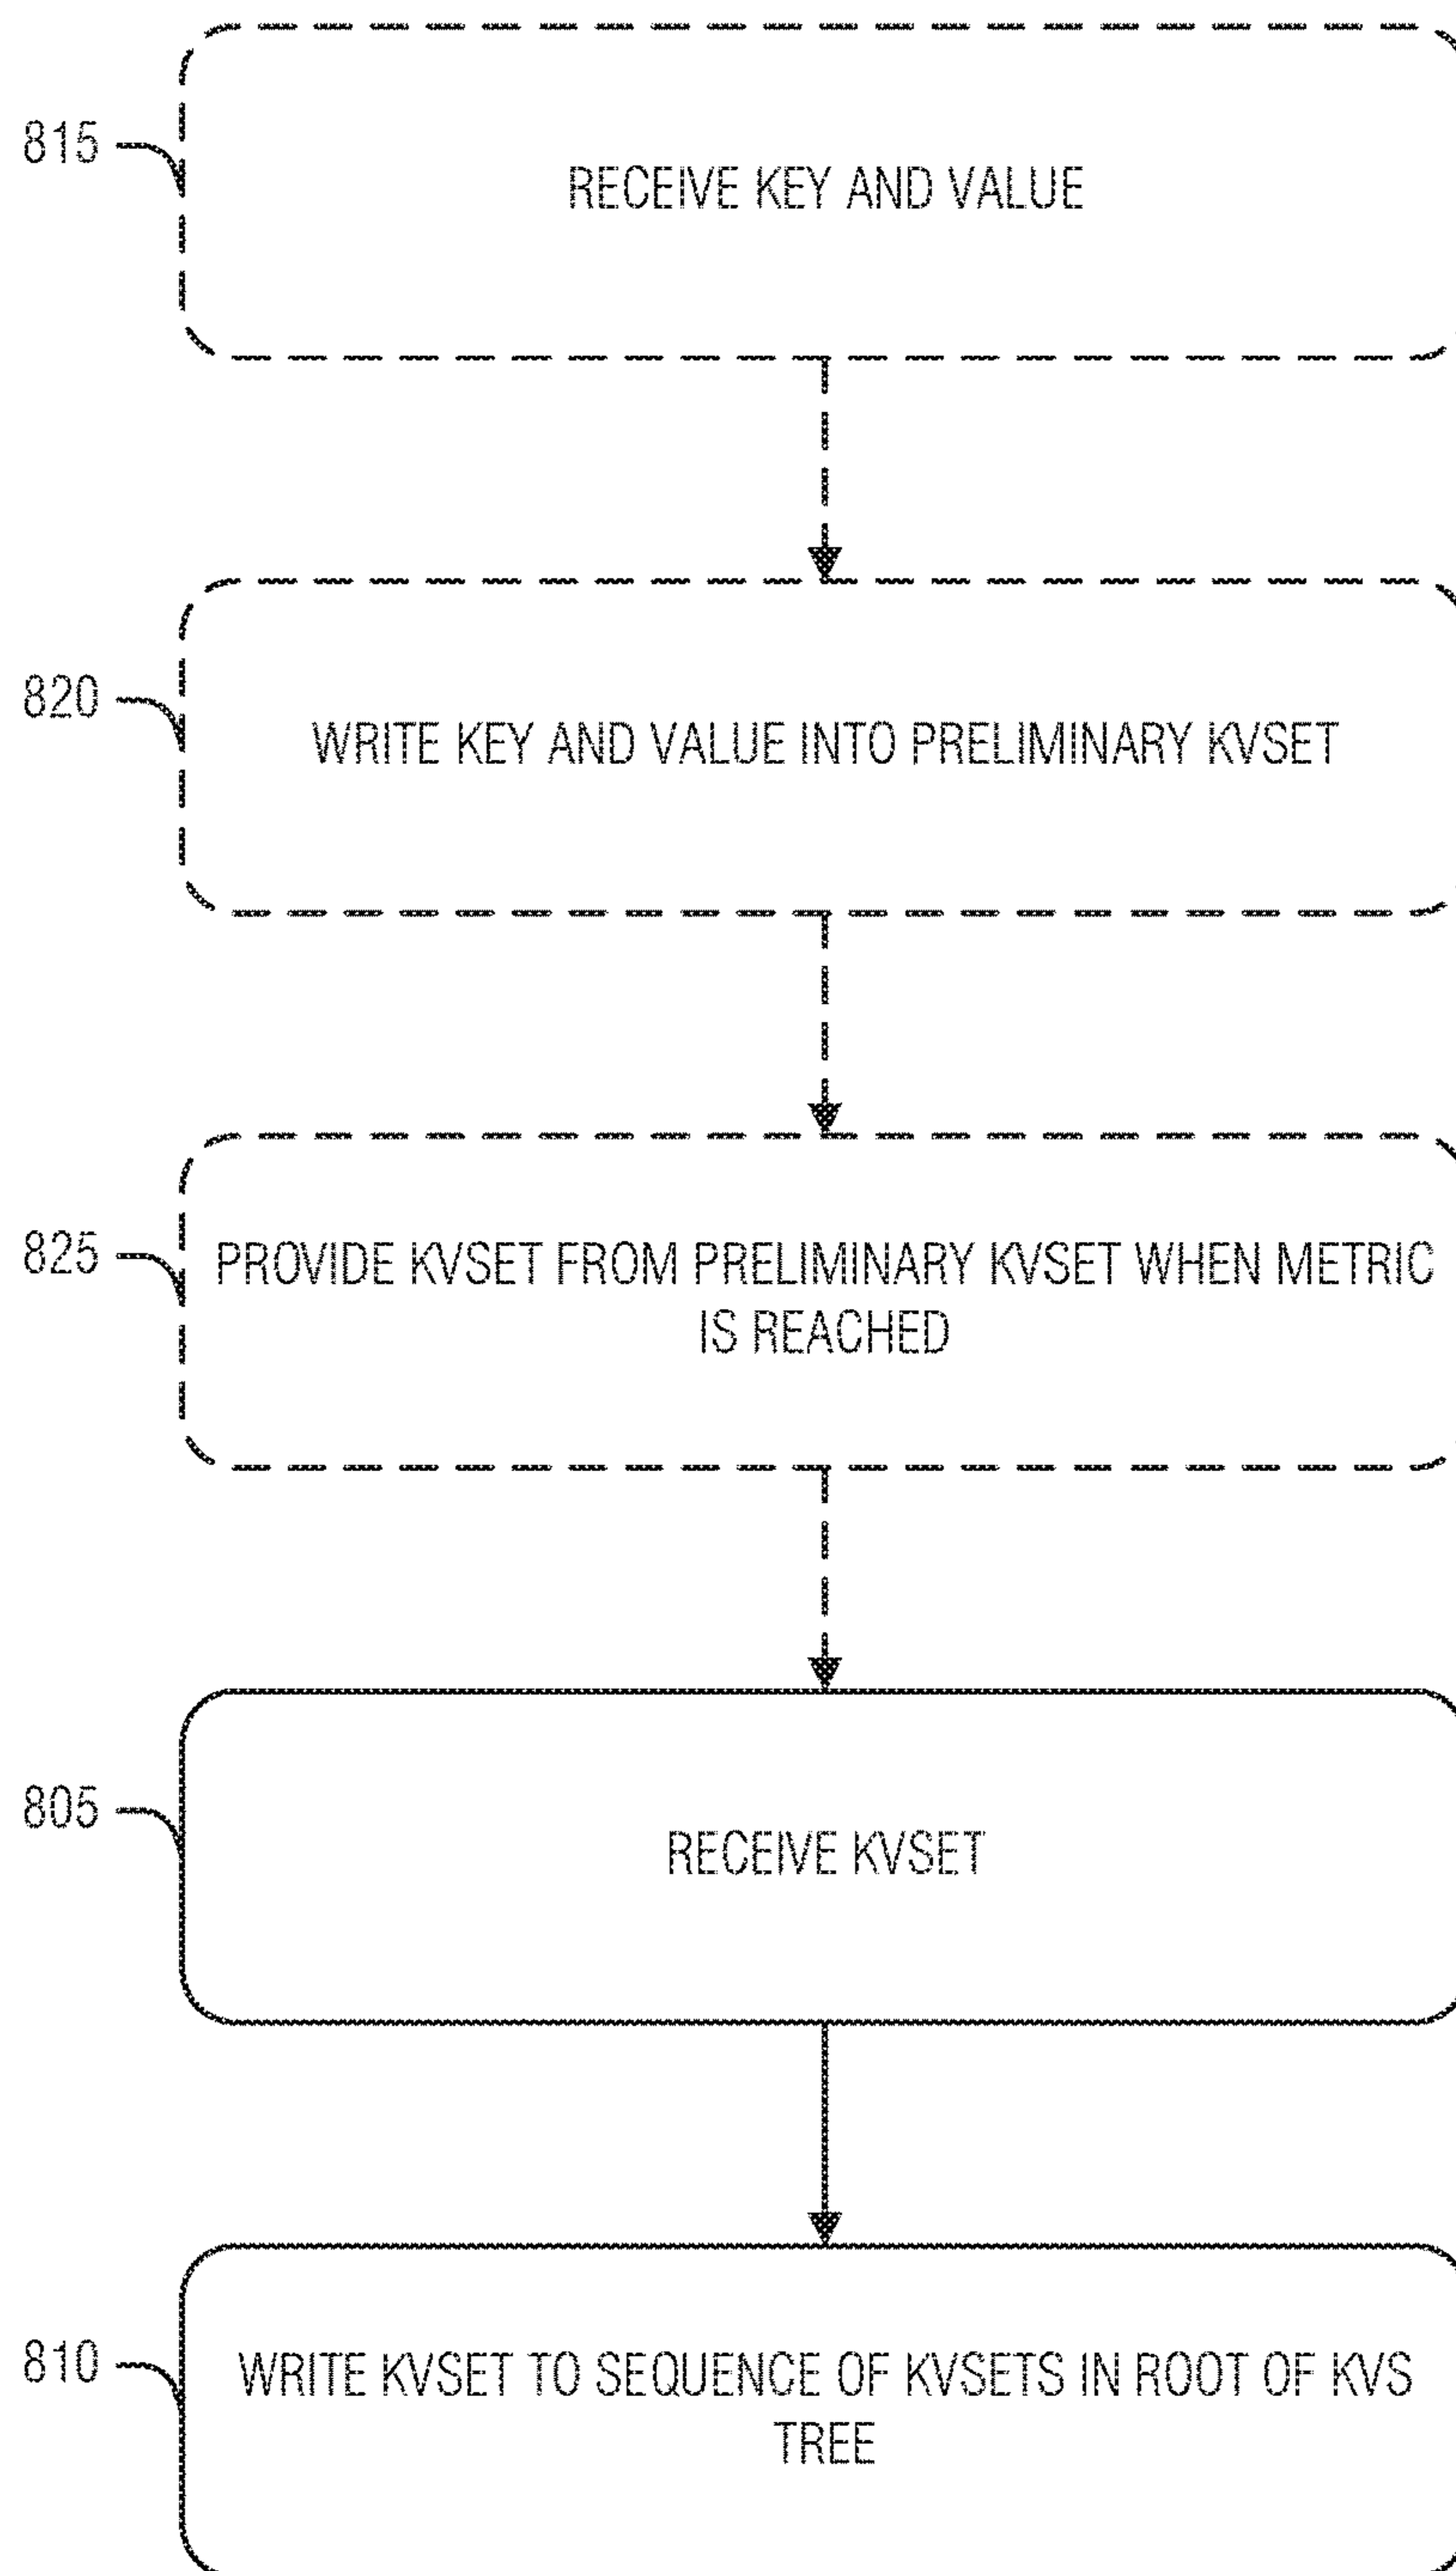 815
RECEIVE KEY AND VALUE
820
WRITE KEY AND VALUE INTO PRELIMINARY KVSET
825
PROVIDE KVSET FROM PRELIMINARY KVSET WHEN METRIC
IS REACHED
805
RECEIVE KVSET
810
WRITE KVSET TO SEQUENCE OF KVSETS IN ROOT OF KVS
TREE